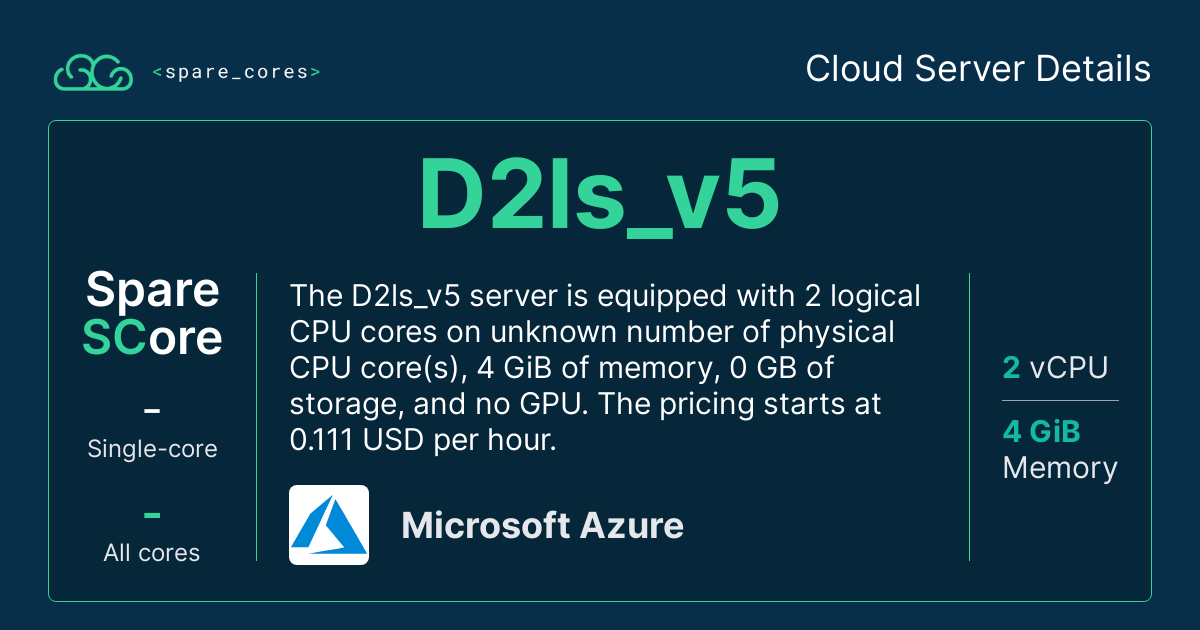 <spare_cores>
Cloud Server Details
D2ls_v5
Spare
SCore
–
Single-core
–
All cores
The D2ls_v5 server is equipped with 2 logical
CPU cores on unknown number of physical
CPU core(s), 4 GiB of memory, 0 GB of
storage, and no GPU. The pricing starts at
0.111 USD per hour.
Microsoft Azure
2 vCPU
4 GiB
Memory